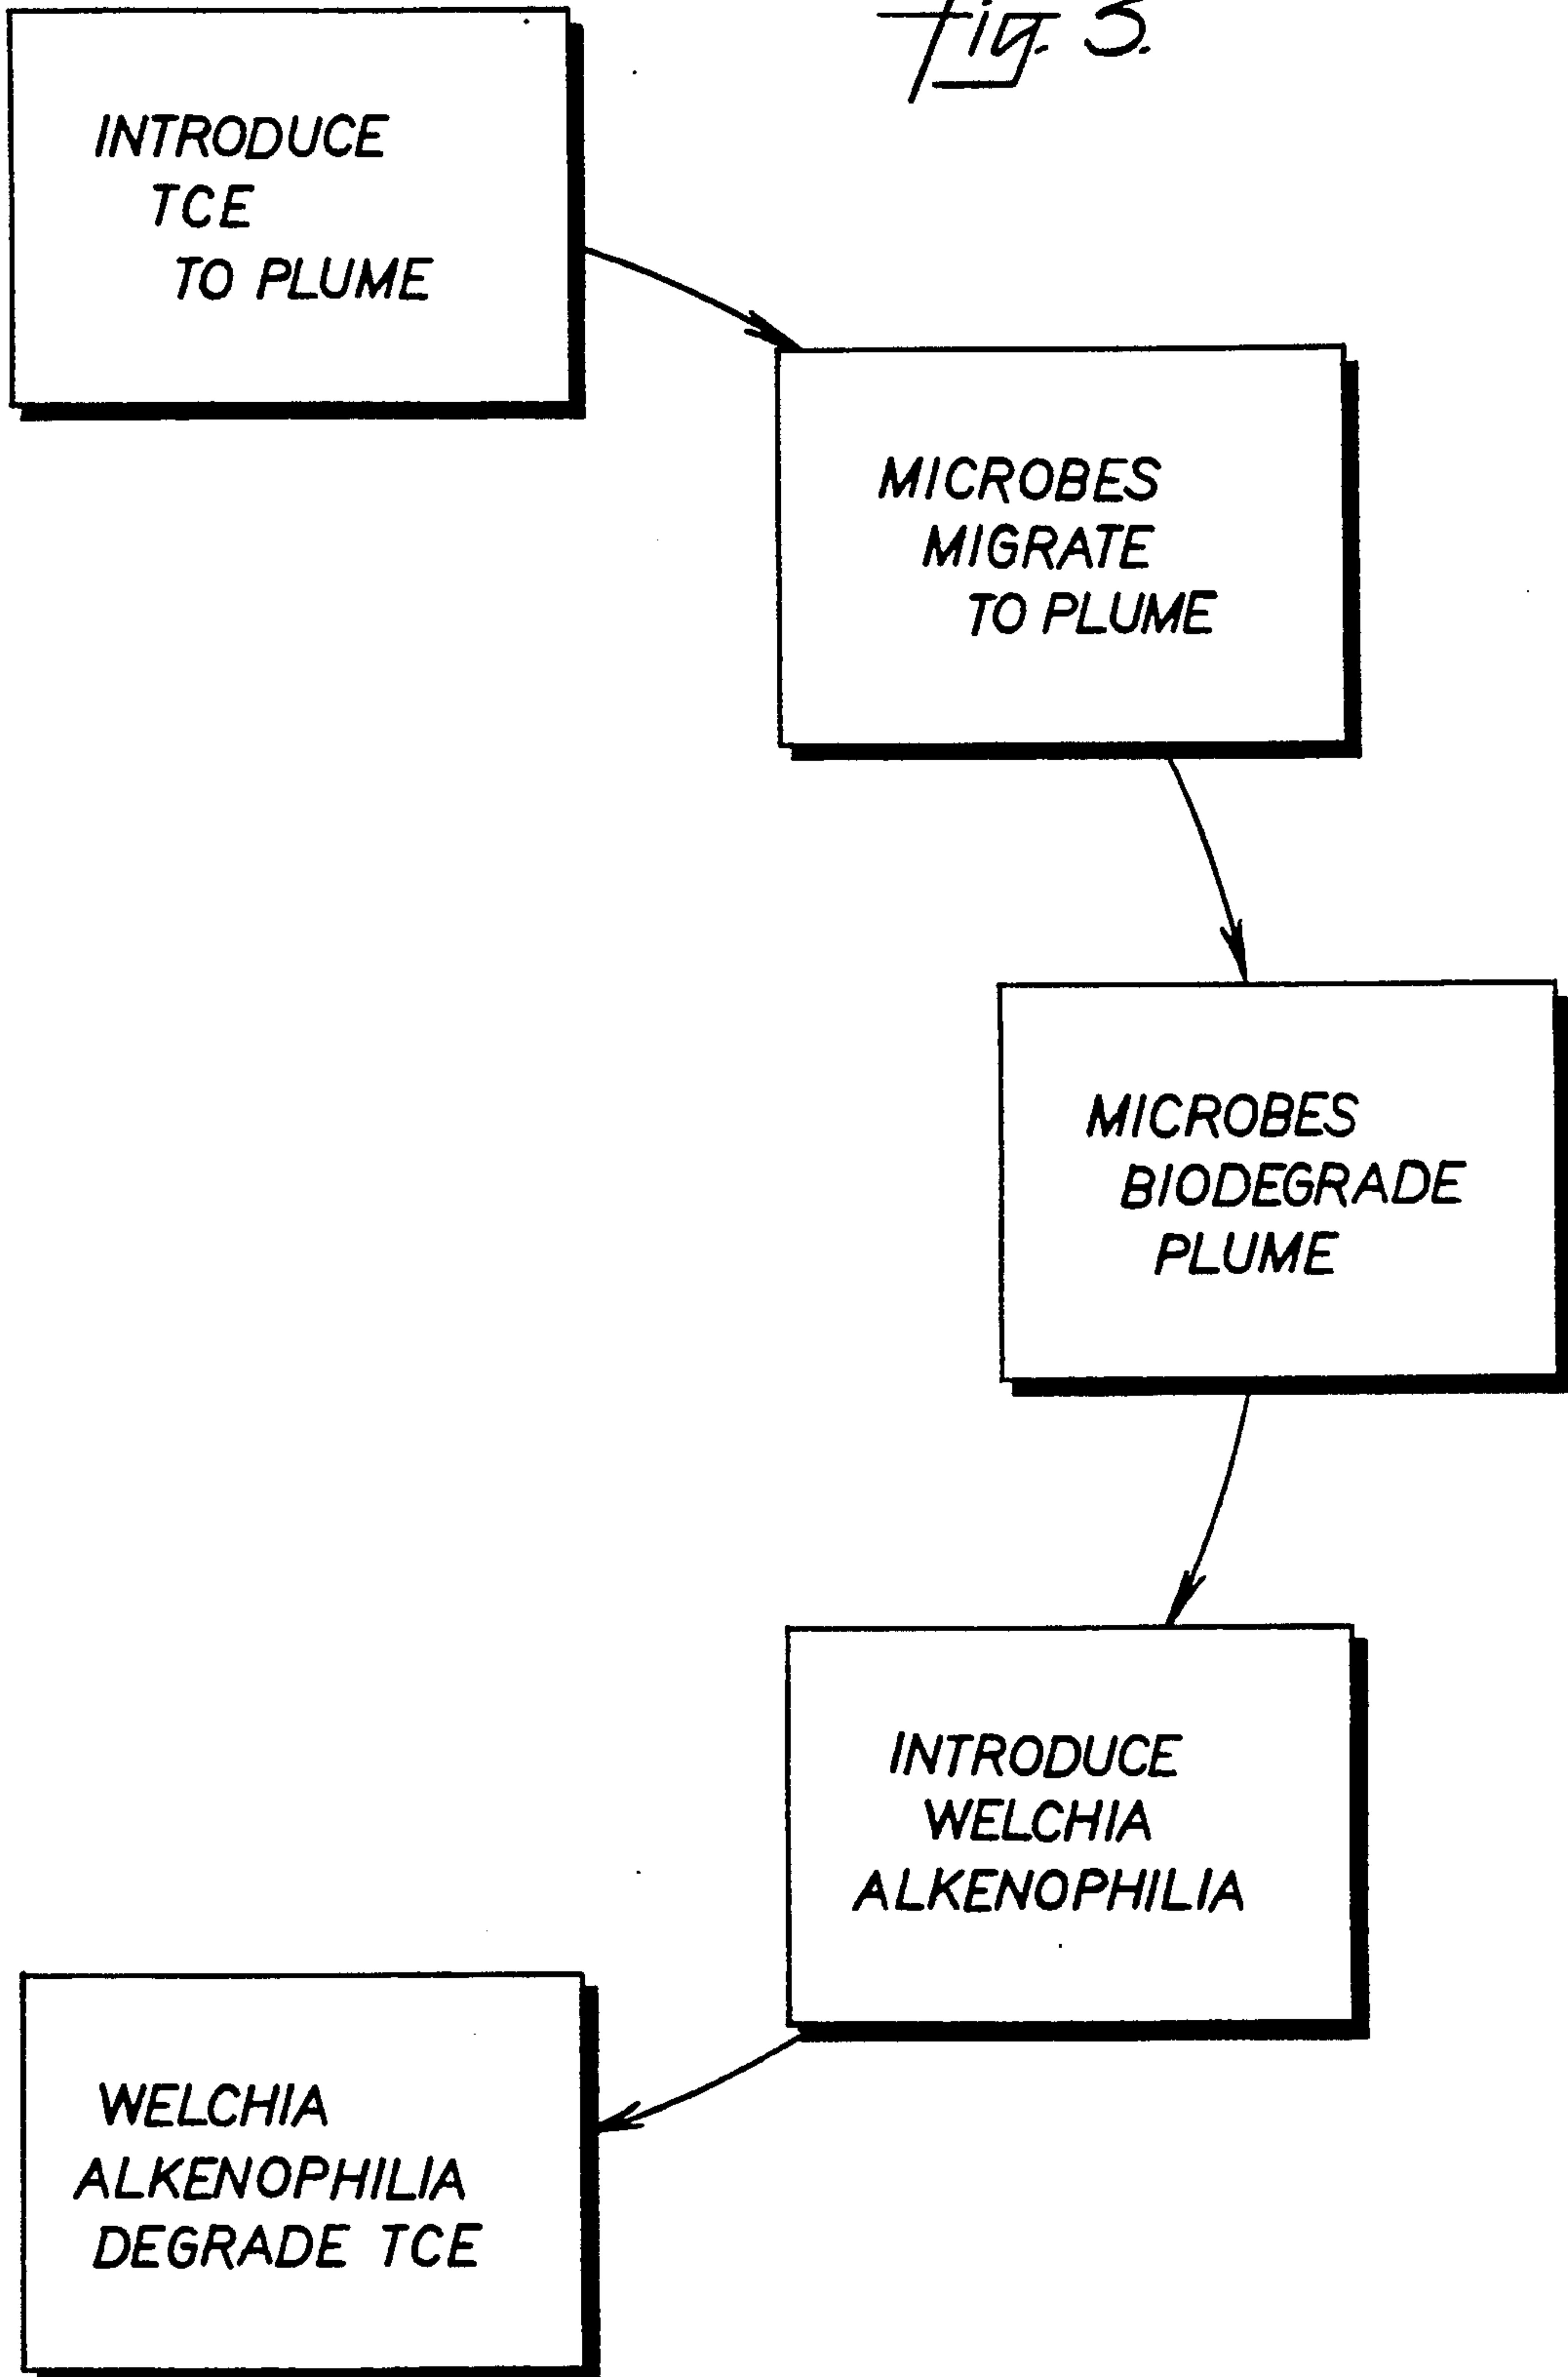 Fig. 3.
INTRODUCE
TCE
TO PLUME
MICROBES
MIGRATE
TO PLUME
MICROBES
BIODEGRADE
PLUME
INTRODUCE
WELCHIA
ALKENOPHILIA
WELCHIA
ALKENOPHILIA
DEGRADE TCE